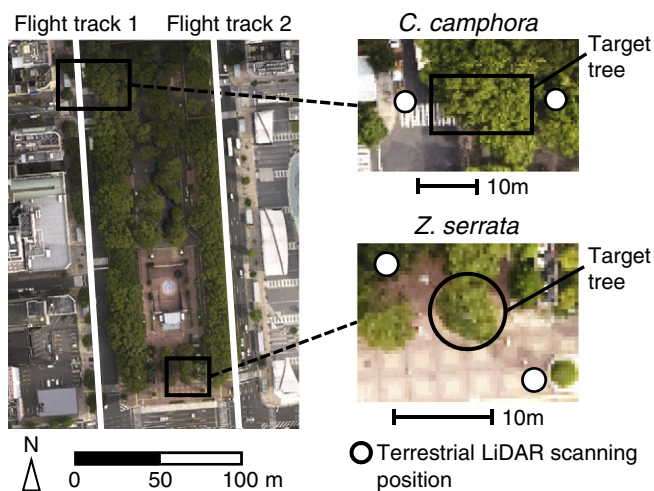 Flight track 1
Flight track 2
C. camphora
Target
tree
10m
Z. serrata
Target
tree
10m
N
0 50 100 m
Terrestrial LiDAR scanning
position